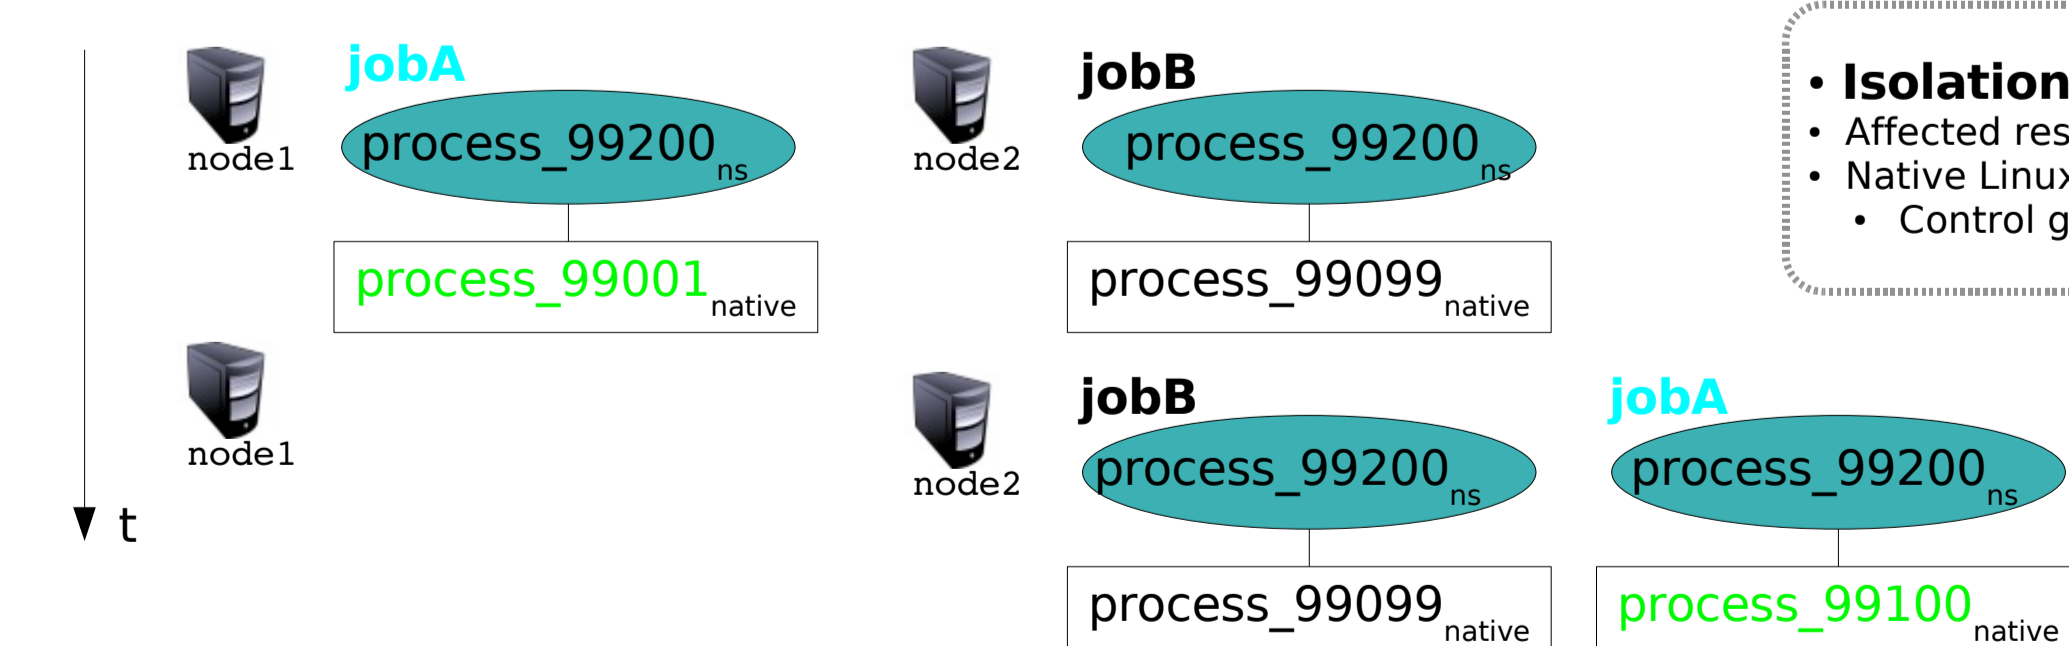 jobA
process_99200ns
node1
process_99001native
jobB
process_99200ns
node2
process_99099native
• Isolation
• Affected
• Native Linux
• Control
node1
jobB
process_99200ns
node2
process_99099native
jobA
process_99200ns
process_99100native
t